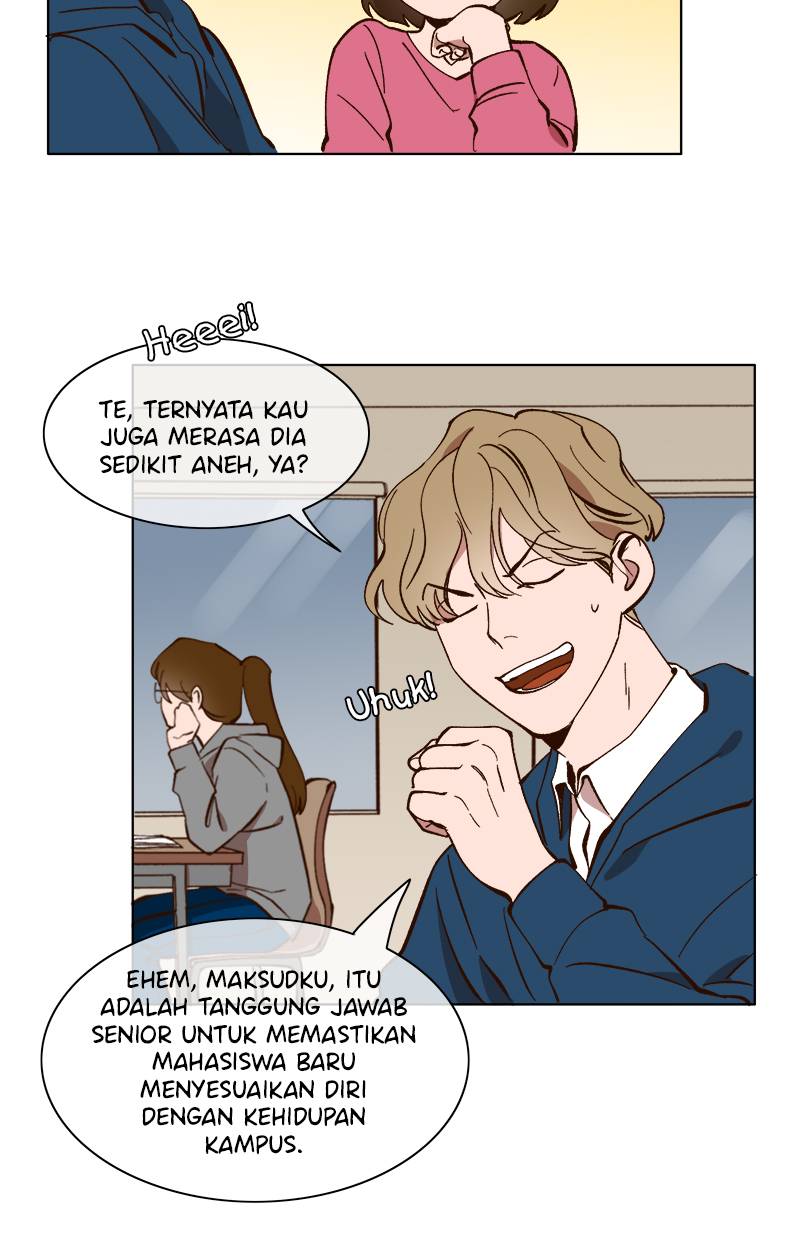 Heeei!
TE, TERNYATA KAU
JUGA MERASA DIA
SEDIKIT ANEH, YA?
Uhuk!
EHEM, MAKSUDKU, ITU
ADALAH TANGGUNG JAWAB
SENIOR UNTUK MEMASTIKAN
MAHASISWA BARU
MENYESUAIKAN DIRI
DENGAN KEHIDUPAN
KAMPUS.